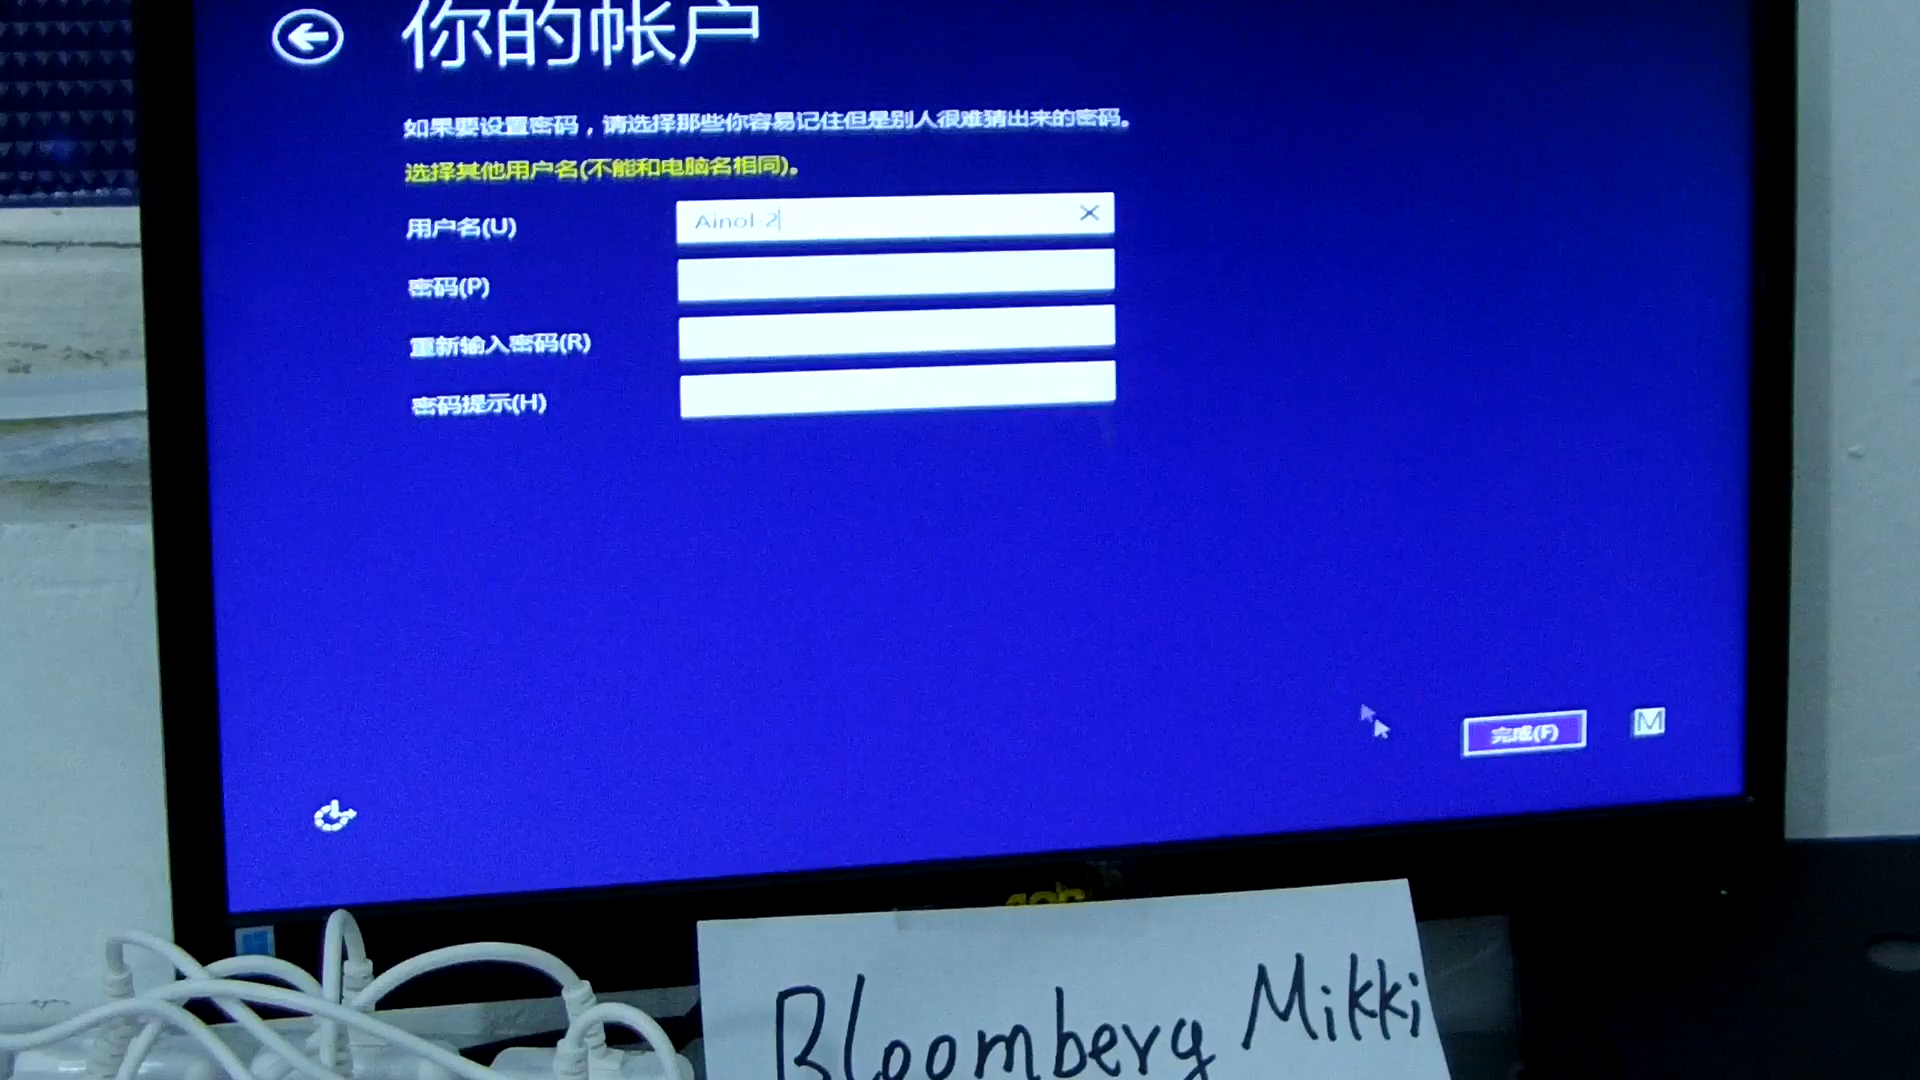 你的帐户
如果要设置密码，请选择那些你容易记住但是别人很难猜出来的密码。
选择其他用户名(不能和电脑名相同)。
用户名(U)
Ainol-2
密码(P)
重新输入密码(R)
密码提示(H)
完成(F)
M
Bloomberg Mikki